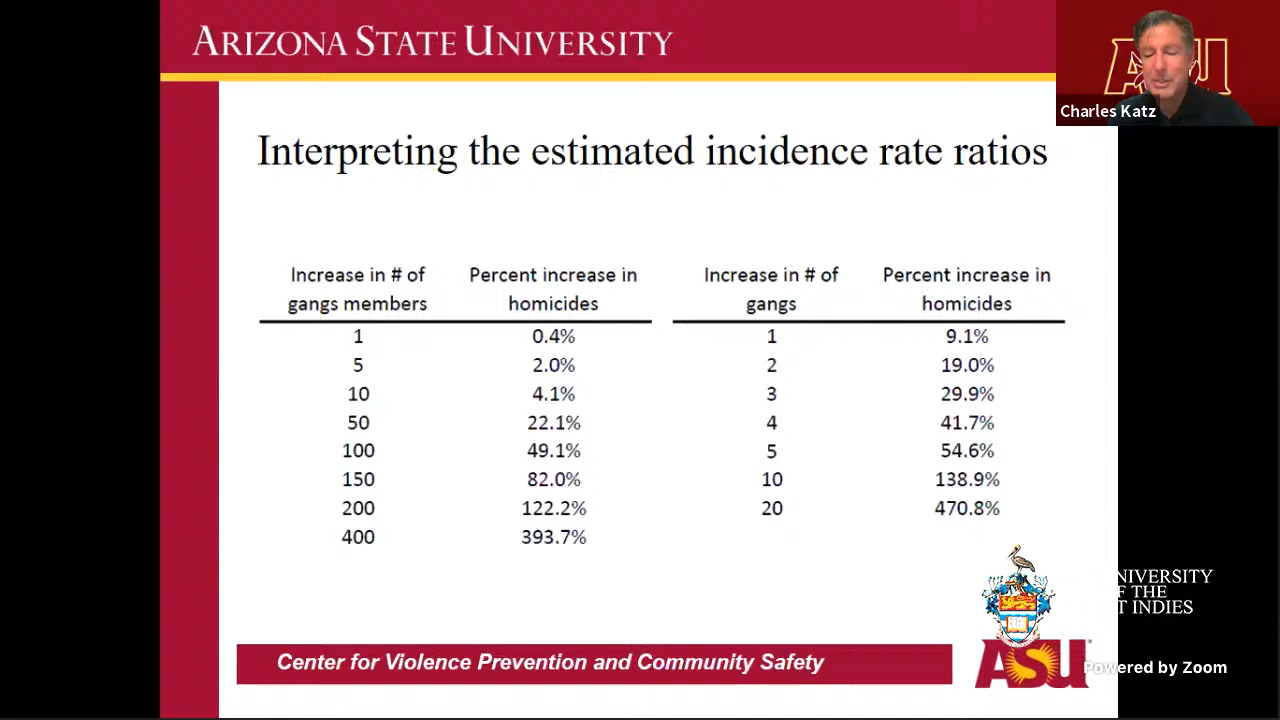 ARIZONA STATE UNIVERSITY
ASU
Charles Katz
Interpreting the estimated incidence rate ratios
Increase in # of gangs members Percent increase in homicides
1 0.4%
5 2.0%
10 4.1%
50 22.1%
100 49.1%
150 82.0%
200 122.2%
400 393.7%
Increase in # of gangs Percent increase in homicides
1 9.1%
2 19.0%
3 29.9%
4 41.7%
5 54.6%
10 138.9%
20 470.8%
NIVERSITY
F THE
T INDIES
Center for Violence Prevention and Community Safety
ASU
Powered by Zoom